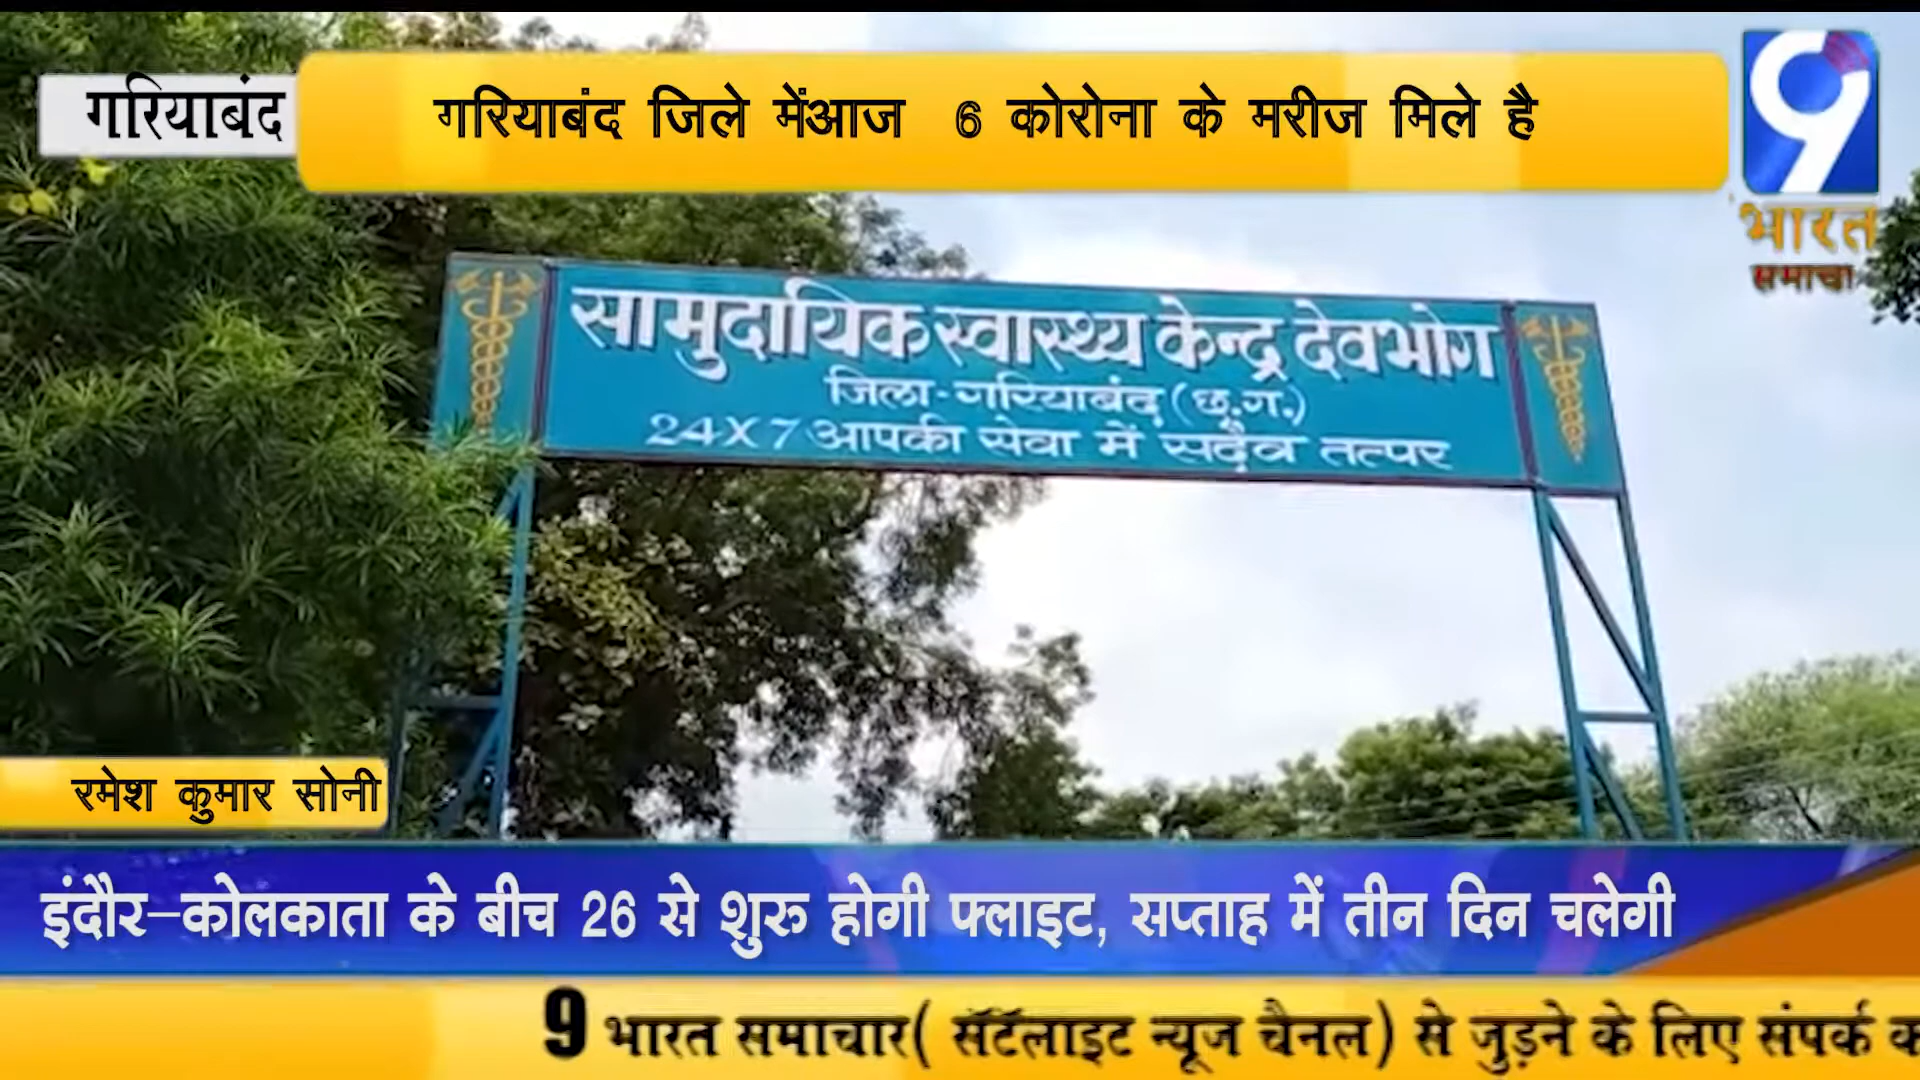 गरियाबंद
गरियाबंद जिले मेंआज 6 कोरोना के मरीज मिले है
9
भारत
समाचा
सामुदायिक स्वास्थ्य केन्द्र देवभोग
जिला-गरियाबंद (छ.ग.)
24X7 आपकी सेवा में सदैव तत्पर
रमेश कुमार सोनी
इंदौर-कोलकाता के बीच 26 से शुरु होगी फ्लाइट, सप्ताह में तीन दिन चलेगी
9 भारत समाचार( सॅटॅलाइट न्यूज चैनल) से जुड़ने के लिए संपर्क क